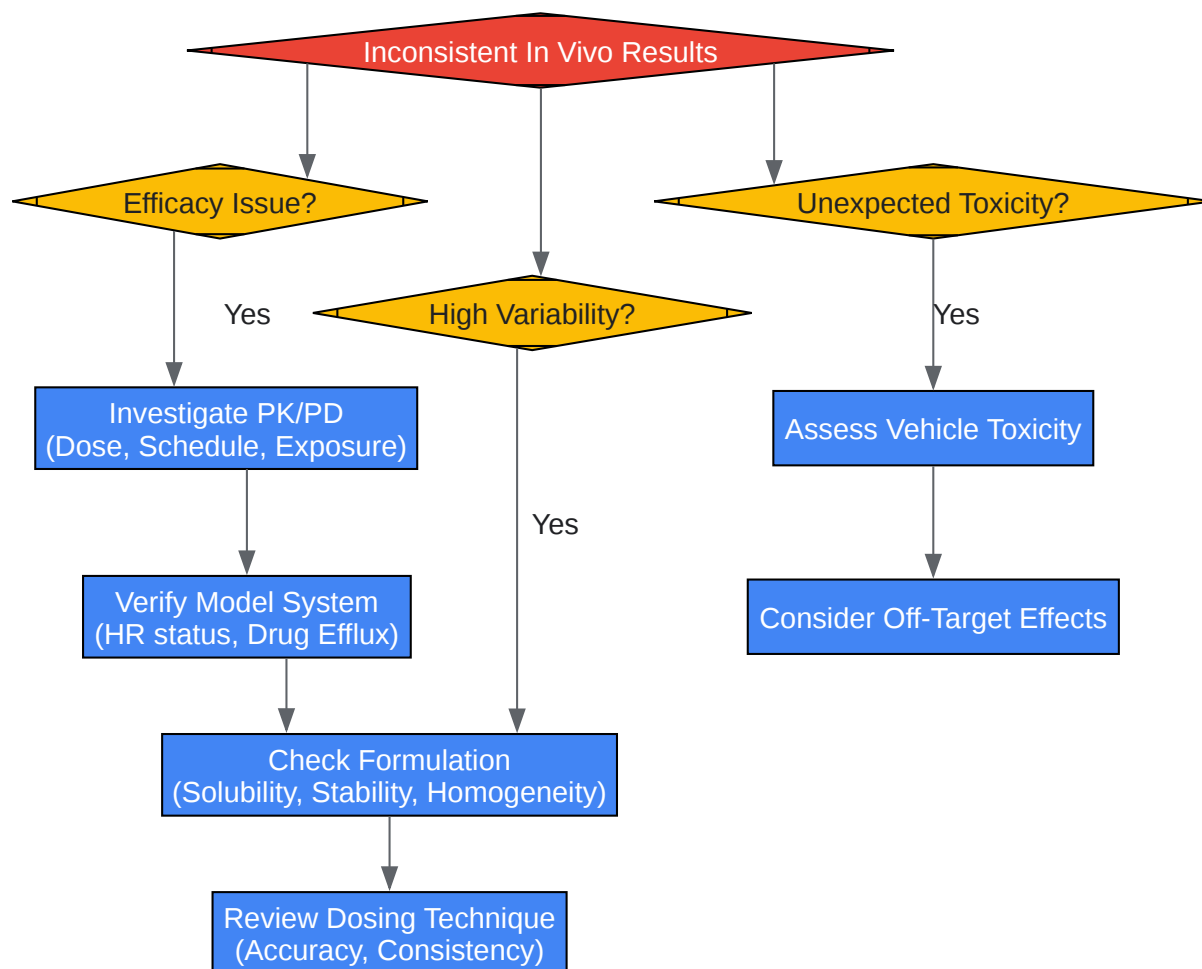 Inconsistent In Vivo Results
Efficacy Issue?
Unexpected Toxicity?
Yes
High Variability?
Yes
Investigate PK/PD
(Dose, Schedule, Exposure)
Assess Vehicle Toxicity
Yes
Verify Model System
(HR status, Drug Efflux)
Consider Off-Target Effects
Check Formulation
(Solubility, Stability, Homogeneity)
Review Dosing Technique
(Accuracy, Consistency)